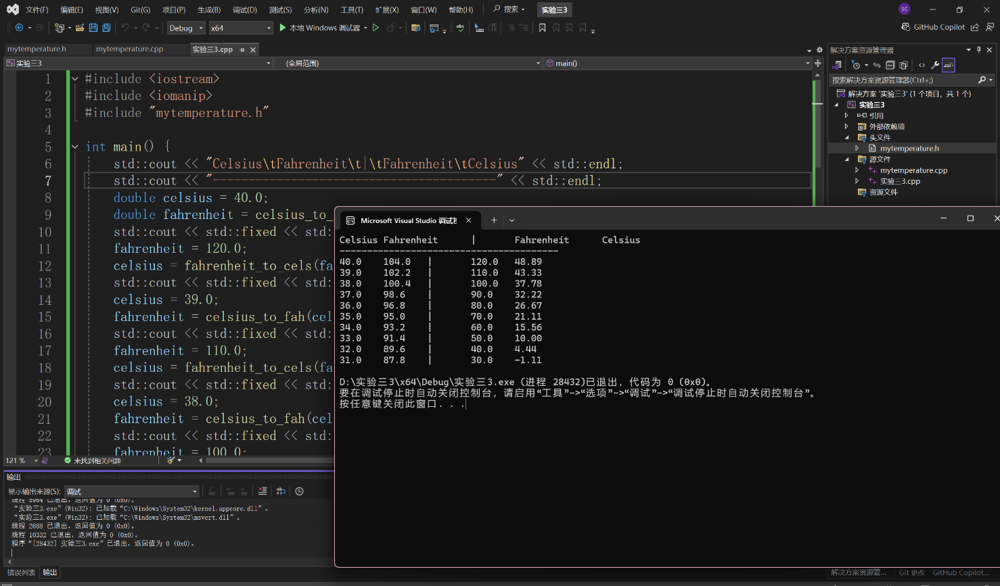 文件(F) 编辑(E) 视图(V) Git(G) 项目(P) 生成(B) 调试(D) 测试(S) 分析(N) 工具(T) 扩展(X) 窗口(W) 帮助(H) 搜索 实验三3 SC
Debug x64 本地 Windows 调试器 GitHub Copilot
mytemperature.h mytemperature.cpp 实验三3.cpp
实验三3 (全局范围) main()
1 #include <iostream>
2 #include <iomanip>
3 #include "mytemperature.h"
4
5 int main() {
6 std::cout << "Celsius\tFahrenheit\t|\tFahrenheit\tCelsius" << std::endl;
7 std::cout << "----------------------------------------" << std::endl;
8 double celsius = 40.0;
9 double fahrenheit = celsius_to_
10 std::cout << std::fixed << std:
11 fahrenheit = 120.0;
12 celsius = fahrenheit_to_cels(fa
13 std::cout << std::fixed << std:
14 celsius = 39.0;
15 fahrenheit = celsius_to_fah(cel
16 std::cout << std::fixed << std:
17 fahrenheit = 110.0;
18 celsius = fahrenheit_to_cels(fa
19 std::cout << std::fixed << std:
20 celsius = 38.0;
21 fahrenheit = celsius_to_fah(cel
22 std::cout << std::fixed << std:
23 fahrenheit = 100.0;
121 % 未找到相关问题
输出
显示输出来源(S): 调试
线程 5964 已退出，返回值为 0 (0x0)。
“实验三3.exe”(Win32): 已加载“C:\Windows\System32\kernel.appcore.dll”。
“实验三3.exe”(Win32): 已加载“C:\Windows\System32\msvcrt.dll”。
线程 2688 已退出，返回值为 0 (0x0)。
线程 10332 已退出，返回值为 0 (0x0)。
程序“[28432] 实验三3.exe”已退出，返回值为 0 (0x0)。
错误列表 输出
Microsoft Visual Studio 调试
Celsius Fahrenheit | Fahrenheit Celsius
----------------------------------------
40.0 104.0 | 120.0 48.89
39.0 102.2 | 110.0 43.33
38.0 100.4 | 100.0 37.78
37.0 98.6 | 90.0 32.22
36.0 96.8 | 80.0 26.67
35.0 95.0 | 70.0 21.11
34.0 93.2 | 60.0 15.56
33.0 91.4 | 50.0 10.00
32.0 89.6 | 40.0 4.44
31.0 87.8 | 30.0 -1.11
D:\实验三3\x64\Debug\实验三3.exe (进程 28432)已退出，代码为 0 (0x0)。
要在调试停止时自动关闭控制台，请启用“工具”->“选项”->“调试”->“调试停止时自动关闭控制台”。
按任意键关闭此窗口. . .
解决方案资源管理器
搜索解决方案资源管理器(Ctrl+;)
解决方案 '实验三3' (1 个项目，共 1 个)
实验三3
引用
外部依赖项
头文件
mytemperature.h
源文件
mytemperature.cpp
实验三3.cpp
资源文件
解决方案资源管... Git 更改 GitHub Copilot...